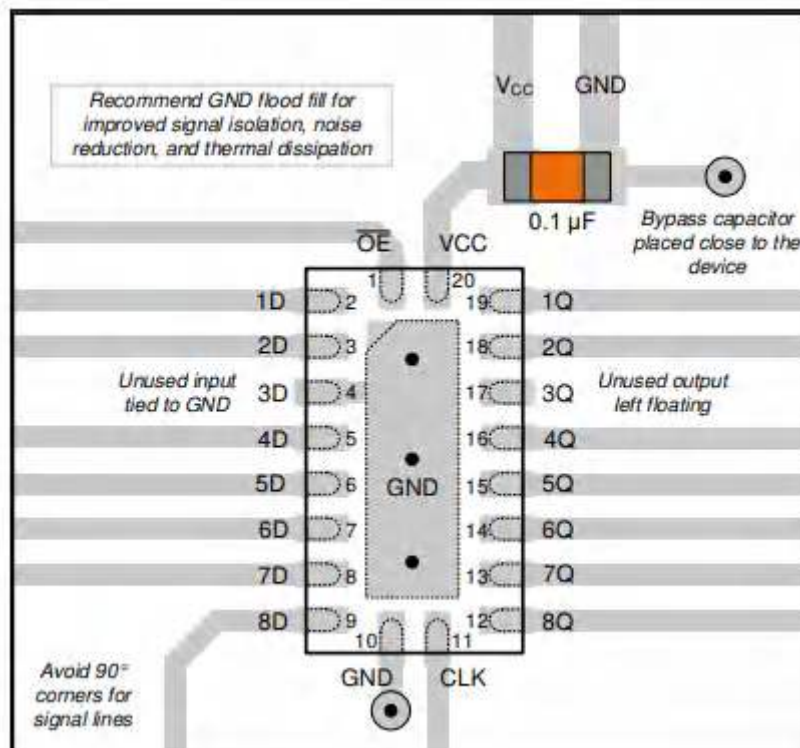 Recommend GND flood fill for
improved signal isolation, noise
reduction, and thermal dissipation
VCC GND
0.1 µF
Bypass capacitor
placed close to the
device
OE VCC
1 20
1D 2 19 1Q
2D 3 18 2Q
Unused input
tied to GND
3D 4 17 3Q
Unused output
left floating
4D 5 16 4Q
5D 6 15 5Q
GND
6D 7 14 6Q
7D 8 13 7Q
8D 9 12 8Q
10 11
GND CLK
Avoid 90°
corners for
signal lines